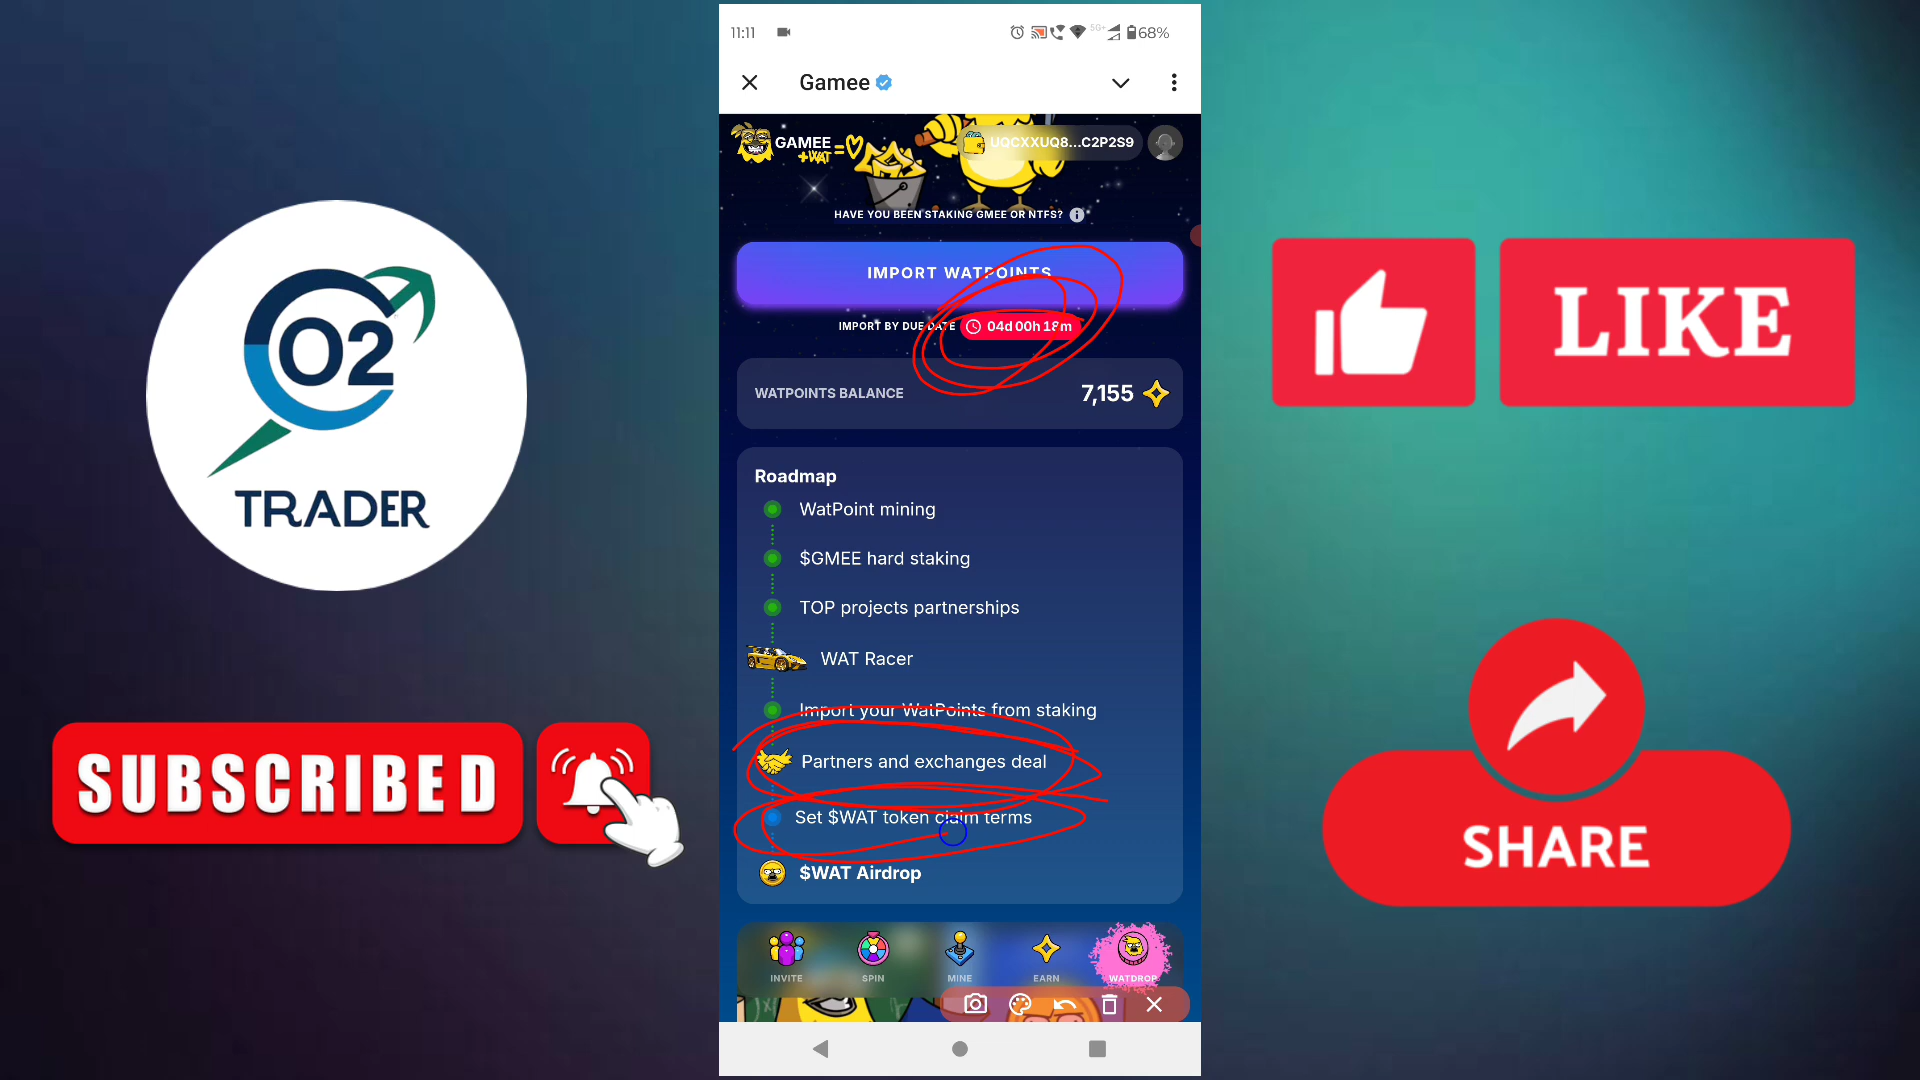 11:11
5G+
68%
Gamee
GAMEE
+WAT
UQCXXUQ8...C2P2S9
HAVE YOU BEEN STAKING GMEE OR NTFS?
IMPORT WATPOINTS
IMPORT BY DUE DATE 04d 00h 18m
WATPOINTS BALANCE
7,155
Roadmap
WatPoint mining
$GMEE hard staking
TOP projects partnerships
WAT Racer
Import your WatPoints from staking
Partners and exchanges deal
Set $WAT token claim terms
$WAT Airdrop
INVITE
SPIN
MINE
EARN
WATDROP
CO2
TRADER
SUBSCRIBED
LIKE
SHARE